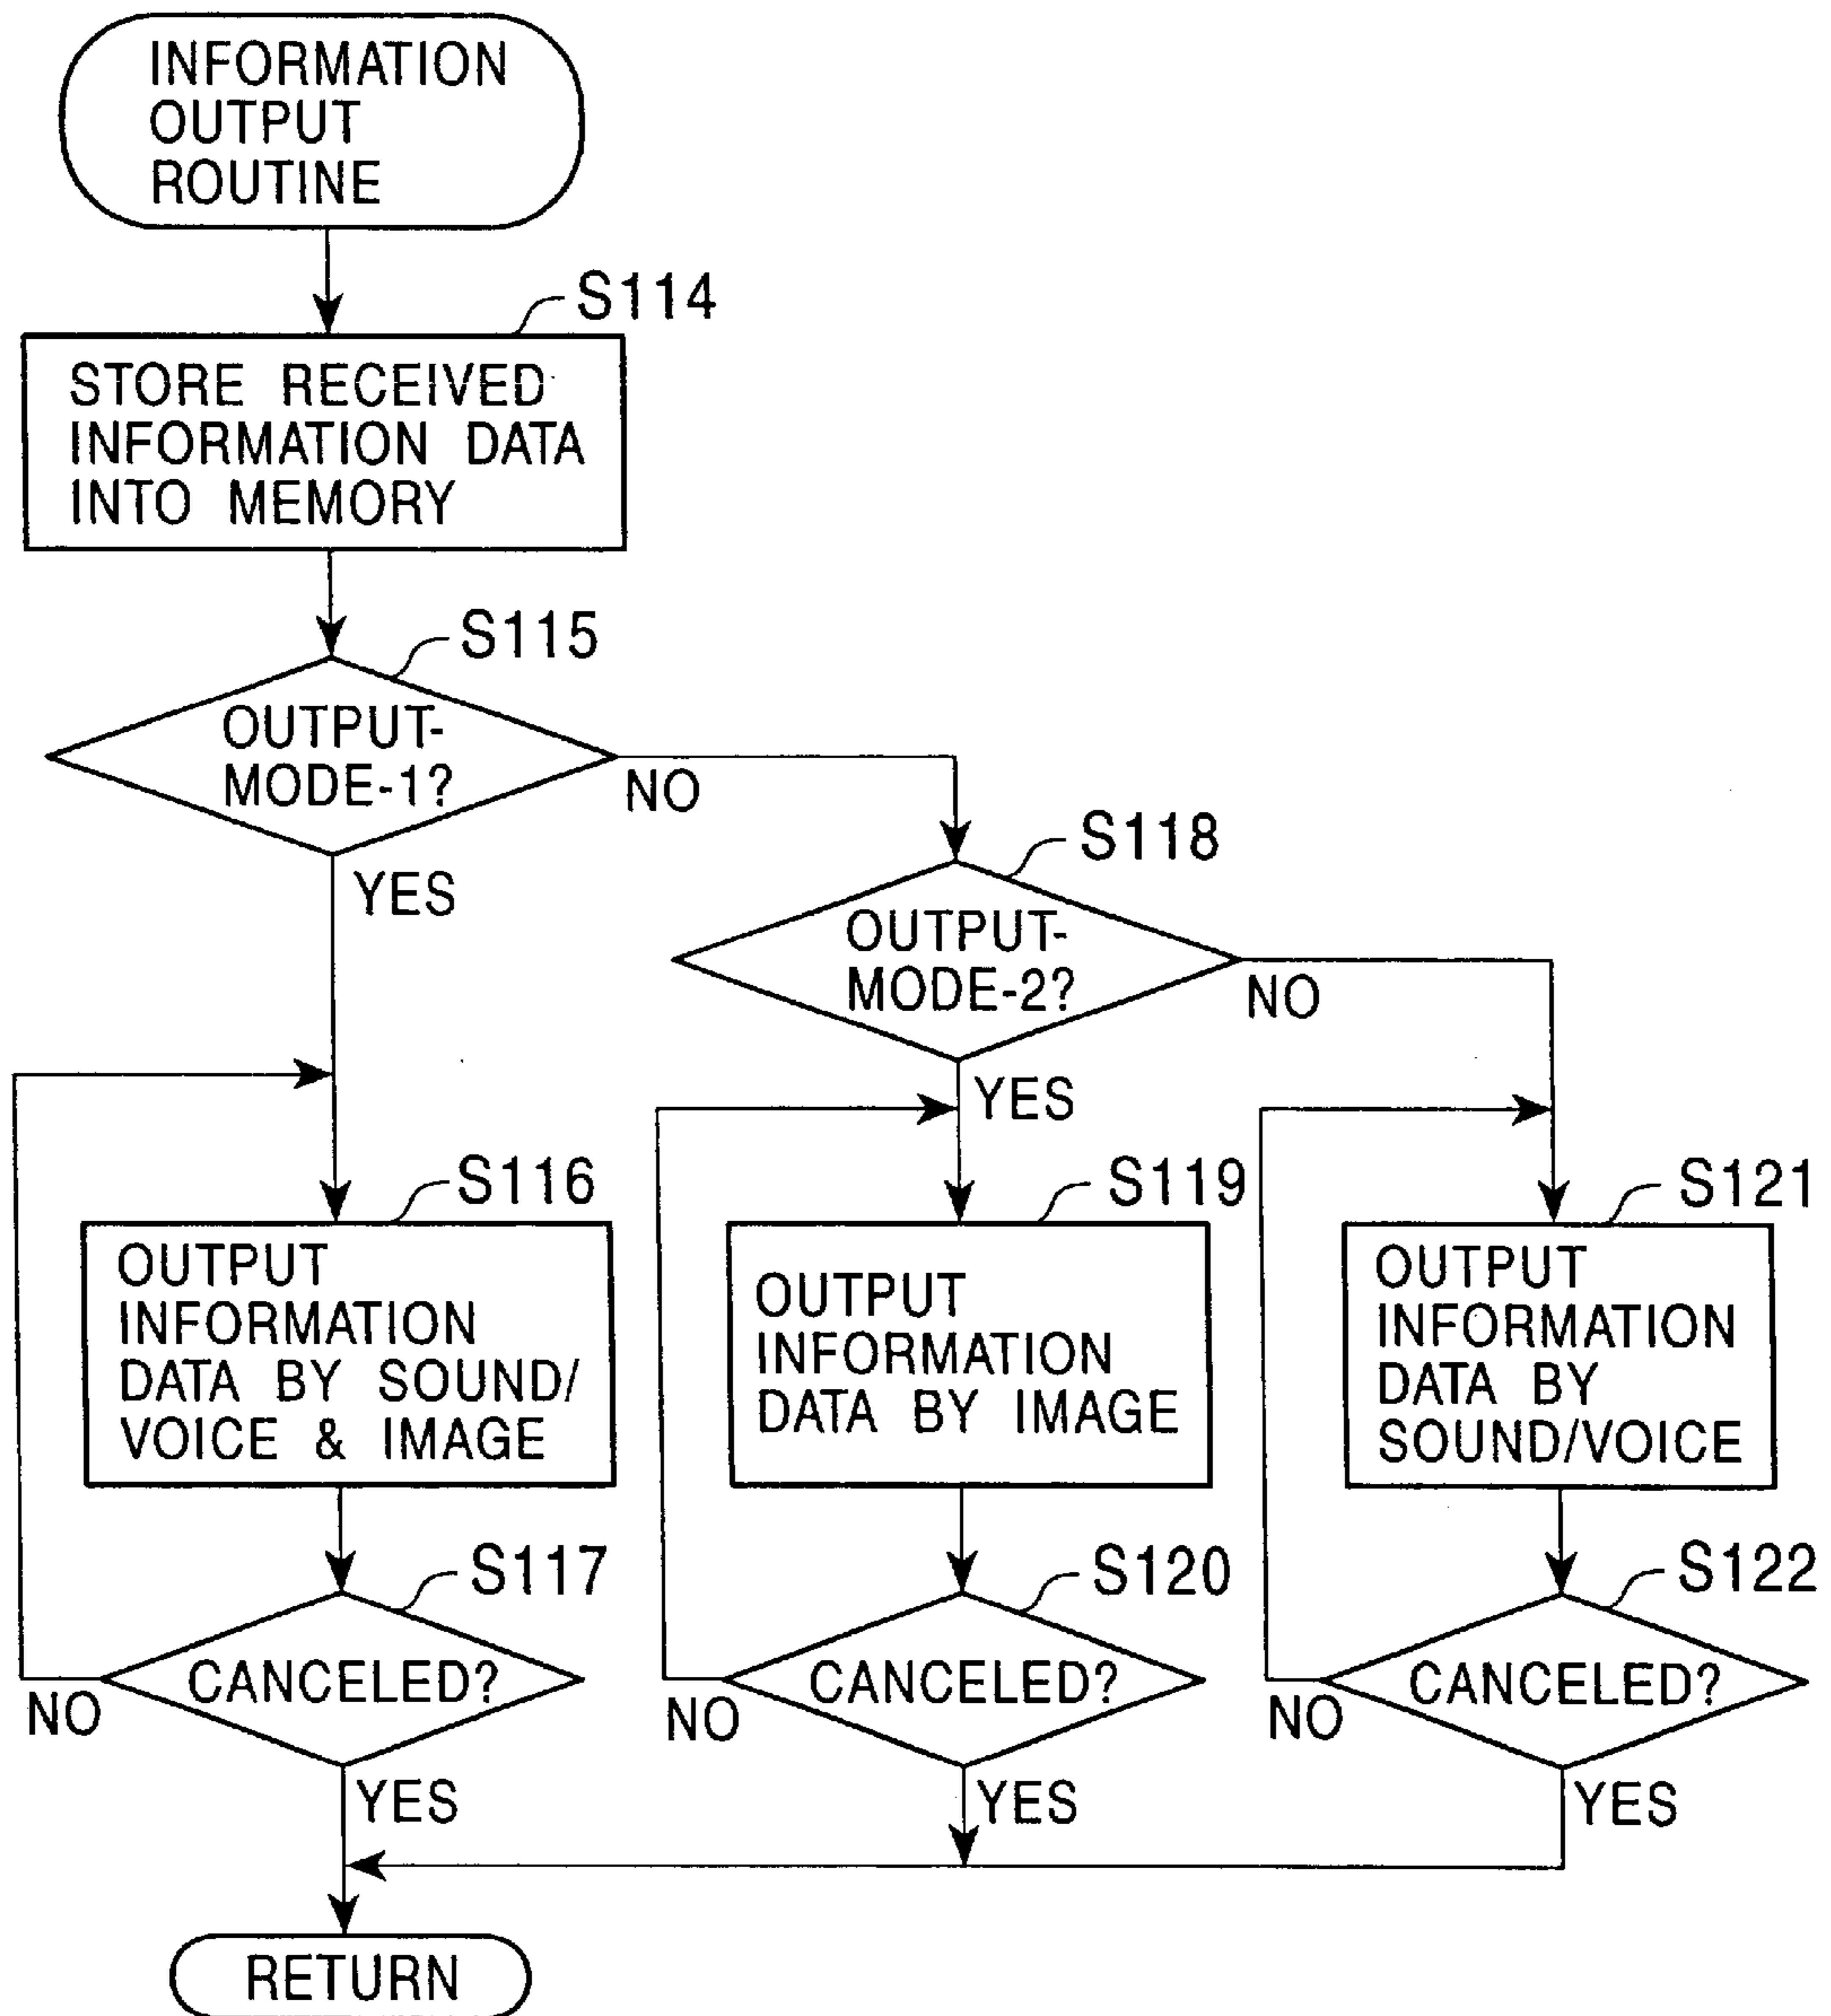 INFORMATION
OUTPUT
ROUTINE
S114
STORE RECEIVED
INFORMATION DATA
INTO MEMORY
S115
OUTPUT-
MODE-1?
NO
YES
S118
OUTPUT-
MODE-2?
NO
YES
S116
OUTPUT
INFORMATION
DATA BY SOUND/
VOICE & IMAGE
S119
OUTPUT
INFORMATION
DATA BY IMAGE
S121
OUTPUT
INFORMATION
DATA BY
SOUND/VOICE
S117
CANCELED?
NO
YES
S120
CANCELED?
NO
YES
S122
CANCELED?
NO
YES
RETURN